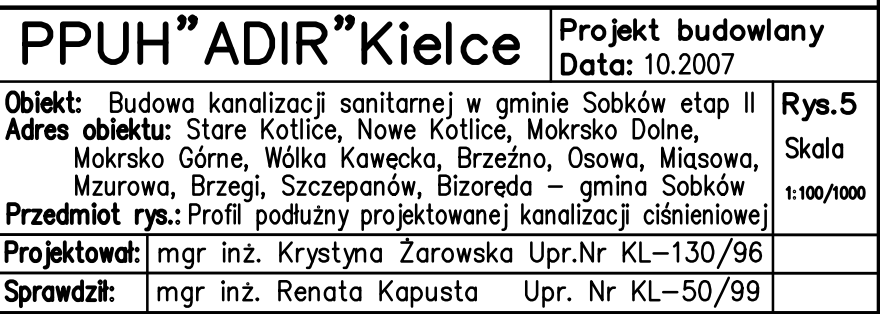 PPUH”ADIR”Kielce
Projekt budowlany
Data: 10.2007
Obiekt: Budowa kanalizacji sanitarnej w gminie Sobków etap II
Adres obiektu: Stare Kotlice, Nowe Kotlice, Mokrsko Dolne,
Mokrsko Górne, Wólka Kawęcka, Brzeźno, Osowa, Miąsowa,
Mzurowa, Brzegi, Szczepanów, Bizoręda – gmina Sobków
Przedmiot rys.: Profil podłużny projektowanej kanalizacji ciśnieniowej
Rys.5
Skala
1:100/1000
Projektował: mgr inż. Krystyna Żarowska Upr.Nr KL–130/96
Sprawdził: mgr inż. Renata Kapusta Upr. Nr KL–50/99